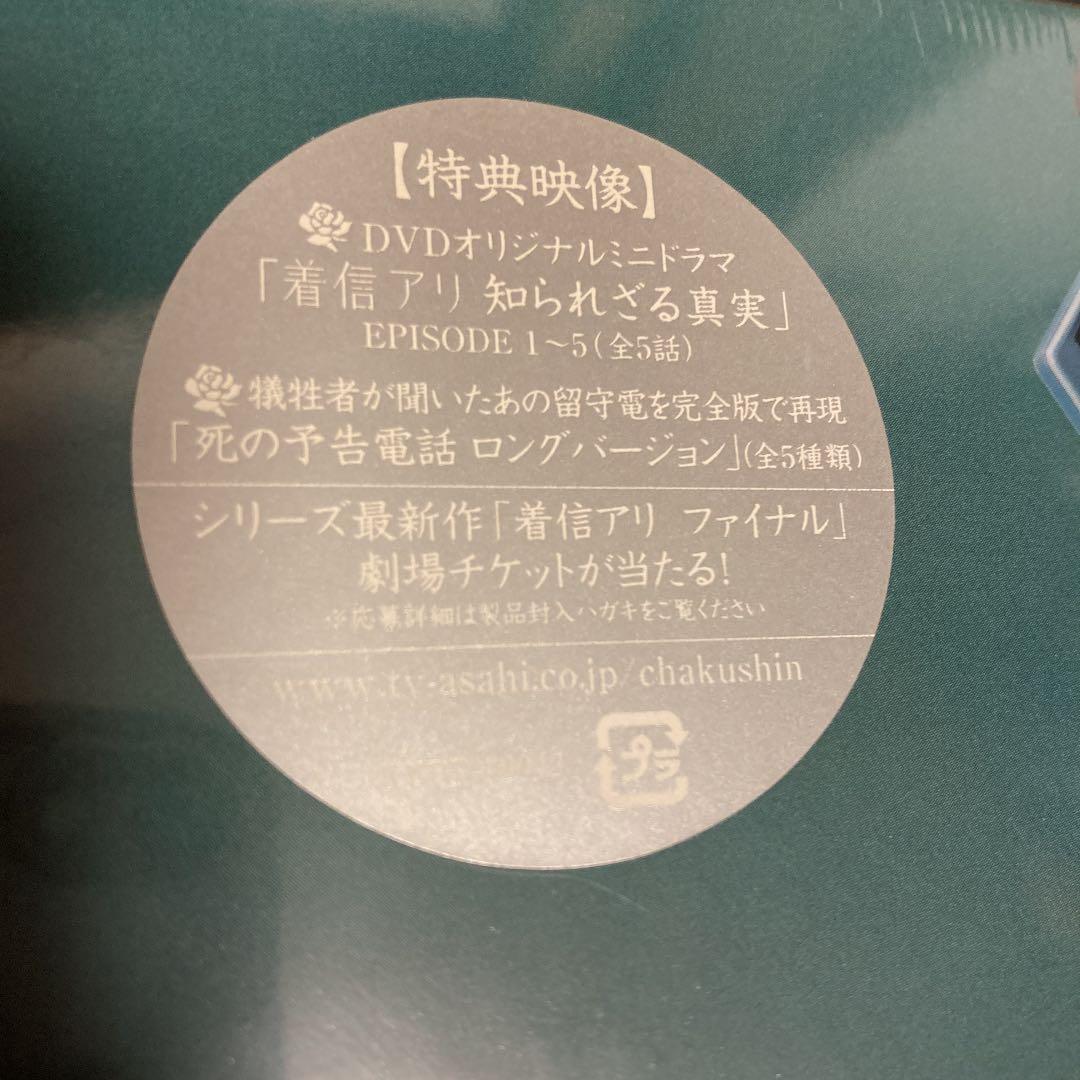 【特典映像】
DVDオリジナルミニドラマ
「着信アリ 知られざる真実」
EPISODE 1～5（全5話）
犠牲者が聞いたあの留守電を完全版で再現
「死の予告電話 ロングバージョン」（全5種類）
シリーズ最新作「着信アリ ファイナル」
劇場チケットが当たる!
※応募詳細は製品封入ハガキをご覧ください
www.tv-asahi.co.jp/chakushin
プラ